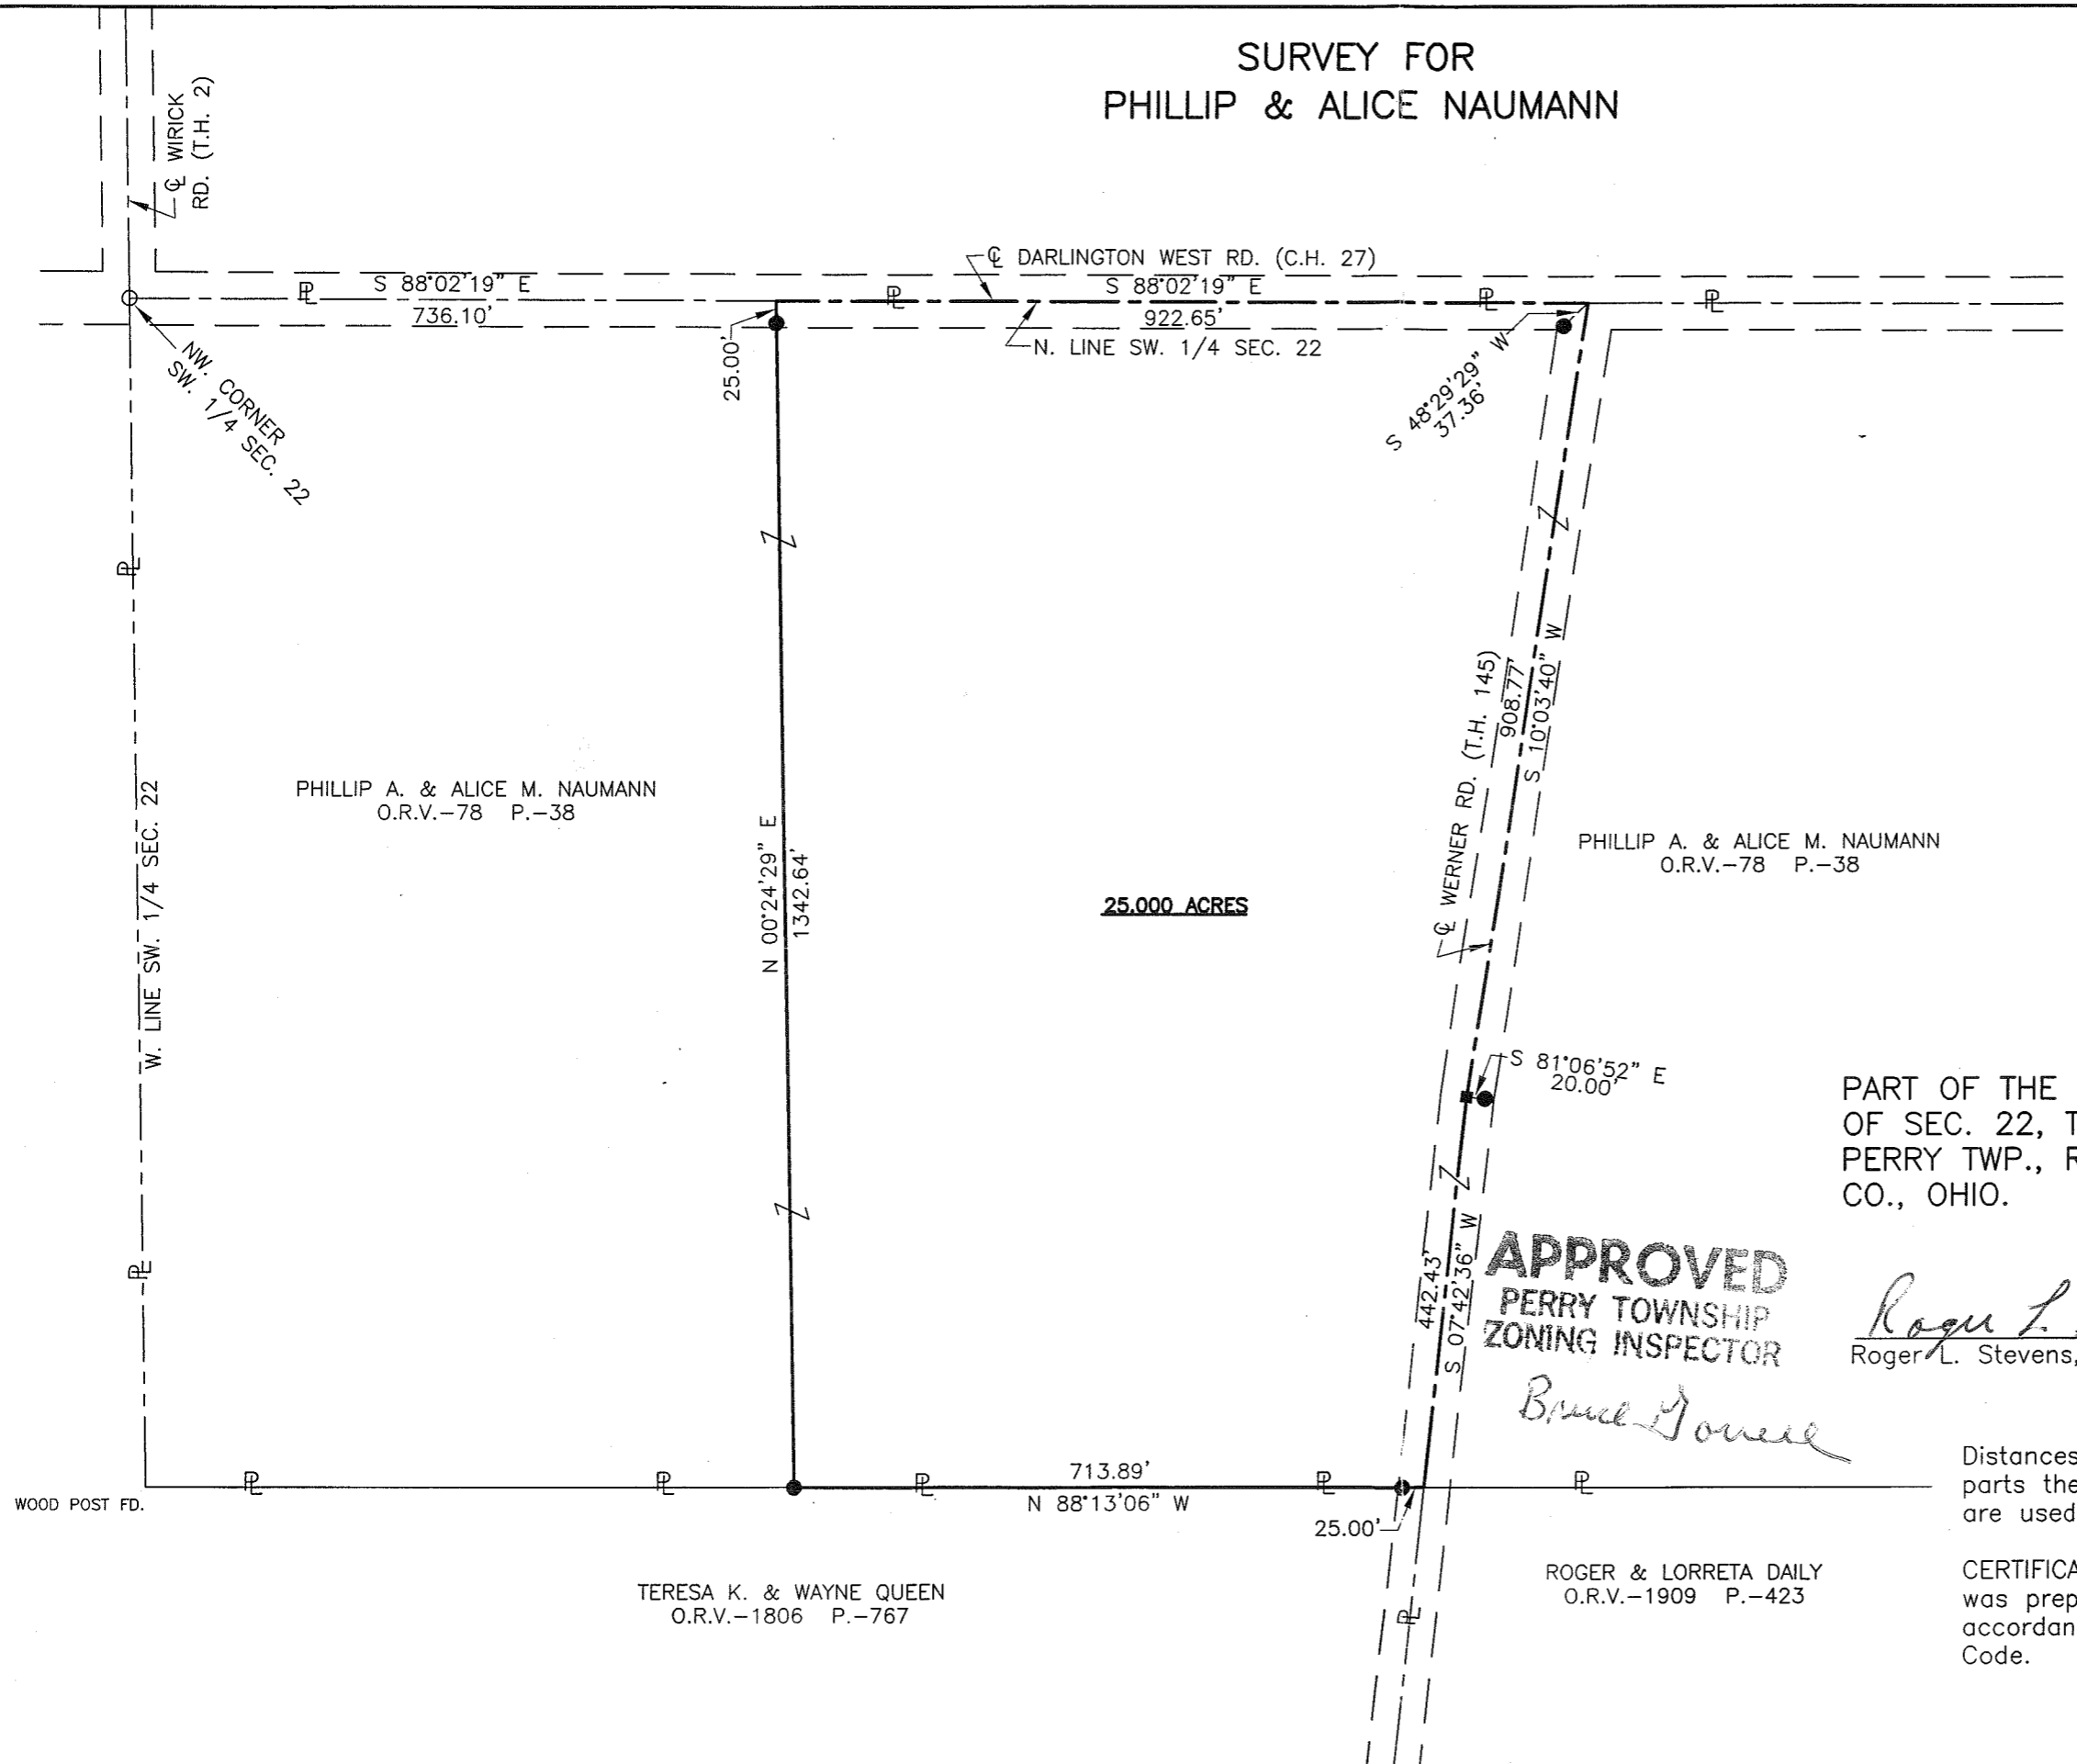 SURVEY FOR
PHILLIP & ALICE NAUMANN
℄ WIRICK
RD. (T.H. 2)
℄ DARLINGTON WEST RD. (C.H. 27)
S 88°02'19" E
736.10'
S 88°02'19" E
922.65'
N. LINE SW. 1/4 SEC. 22
25.00'
S 48°29'29" W
37.36'
NW. CORNER
SW. 1/4 SEC. 22
W. LINE SW. 1/4 SEC. 22
PHILLIP A. & ALICE M. NAUMANN
O.R.V.-78 P.-38
N 00°24'29" E
1342.64'
25.000 ACRES
℄ WERNER RD. (T.H. 145)
908.77'
S 10°03'40" W
PHILLIP A. & ALICE M. NAUMANN
O.R.V.-78 P.-38
S 81°06'52" E
20.00'
PART OF THE
OF SEC. 22, T
PERRY TWP., R
CO., OHIO.
442.43'
S 07°42'36" W
APPROVED
PERRY TOWNSHIP
ZONING INSPECTOR
Roger L.
Roger L. Stevens,
713.89'
N 88°13'06" W
25.00'
WOOD POST FD.
Distances
parts the
are used
TERESA K. & WAYNE QUEEN
O.R.V.-1806 P.-767
ROGER & LORRETA DAILY
O.R.V.-1909 P.-423
CERTIFICA
was prep
accordan
Code.